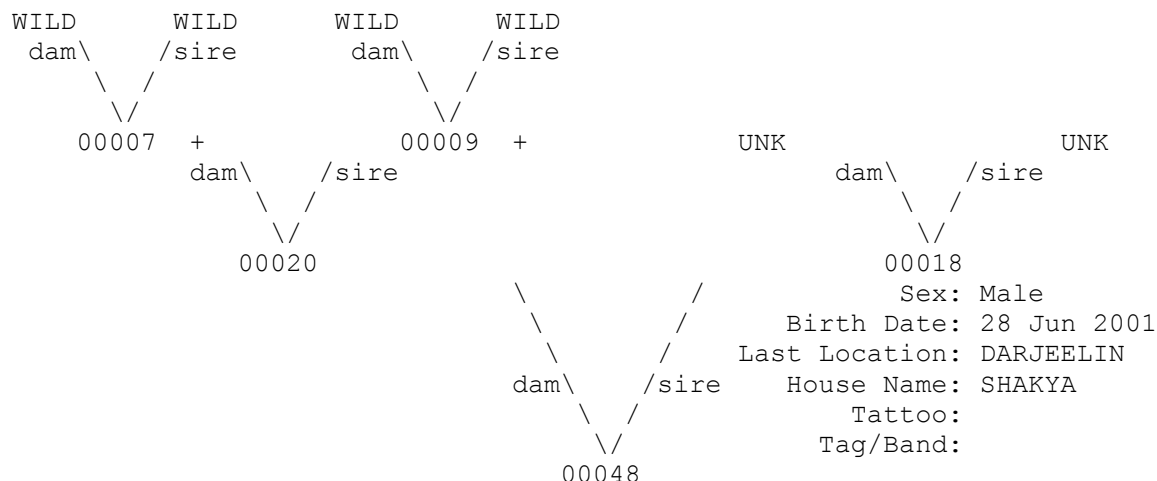 WILD WILD WILD WILD
dam\ /sire dam\ /sire
\ / \ /
\/ \/
00007 + 00009 + UNK UNK
dam\ /sire dam\ /sire
\ / \ /
\/ \/
00020 00018
\ / Sex: Male
\ / Birth Date: 28 Jun 2001
\ / Last Location: DARJEELIN
dam\ /sire House Name: SHAKYA
\ / Tattoo:
\/ Tag/Band:
00048